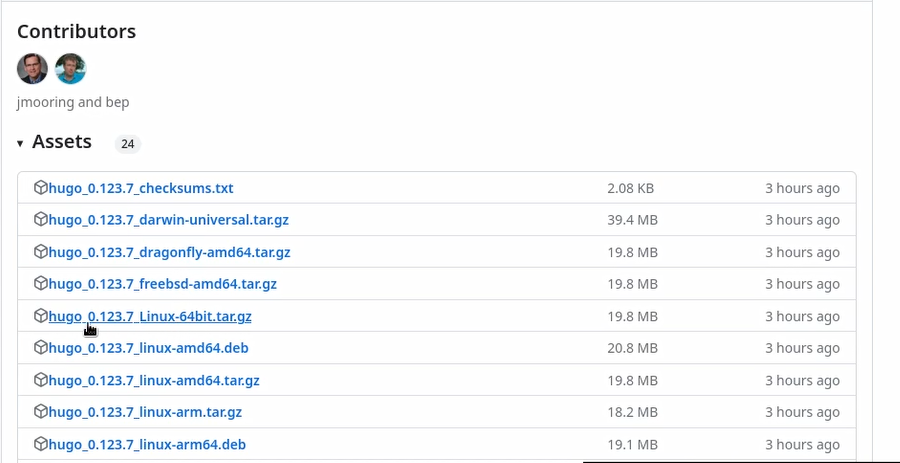 Contributors
jmooring and bep
▾ Assets 24
hugo_0.123.7_checksums.txt 2.08 KB 3 hours ago
hugo_0.123.7_darwin-universal.tar.gz 39.4 MB 3 hours ago
hugo_0.123.7_dragonfly-amd64.tar.gz 19.8 MB 3 hours ago
hugo_0.123.7_freebsd-amd64.tar.gz 19.8 MB 3 hours ago
hugo_0.123.7_Linux-64bit.tar.gz 19.8 MB 3 hours ago
hugo_0.123.7_linux-amd64.deb 20.8 MB 3 hours ago
hugo_0.123.7_linux-amd64.tar.gz 19.8 MB 3 hours ago
hugo_0.123.7_linux-arm.tar.gz 18.2 MB 3 hours ago
hugo_0.123.7_linux-arm64.deb 19.1 MB 3 hours ago